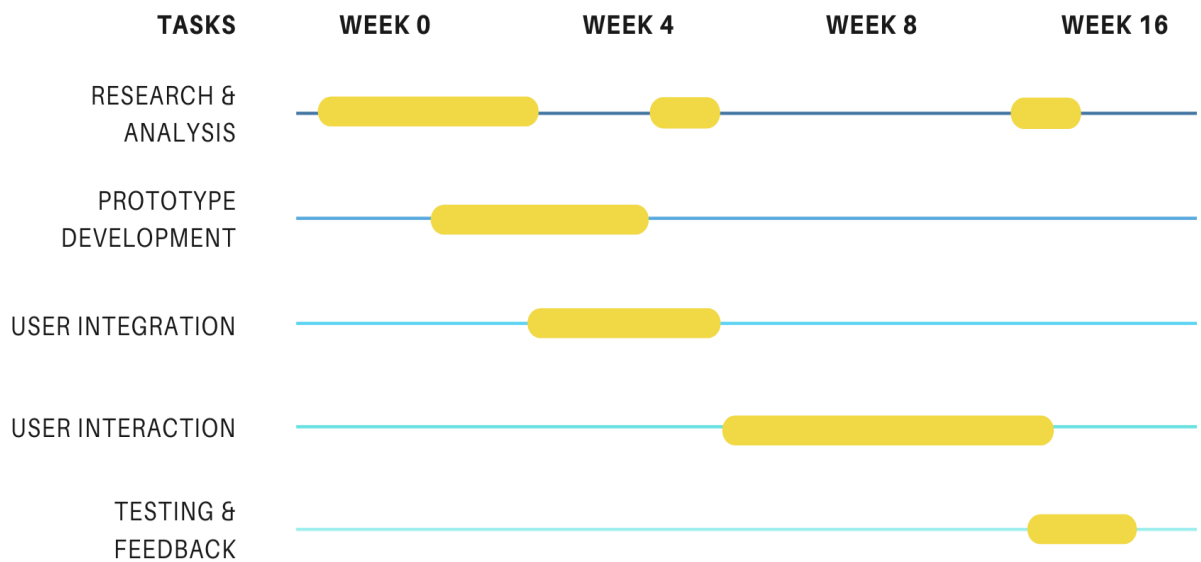 TASKS WEEK 0 WEEK 4 WEEK 8 WEEK 16
RESEARCH &
ANALYSIS
PROTOTYPE
DEVELOPMENT
USER INTEGRATION
USER INTERACTION
TESTING &
FEEDBACK